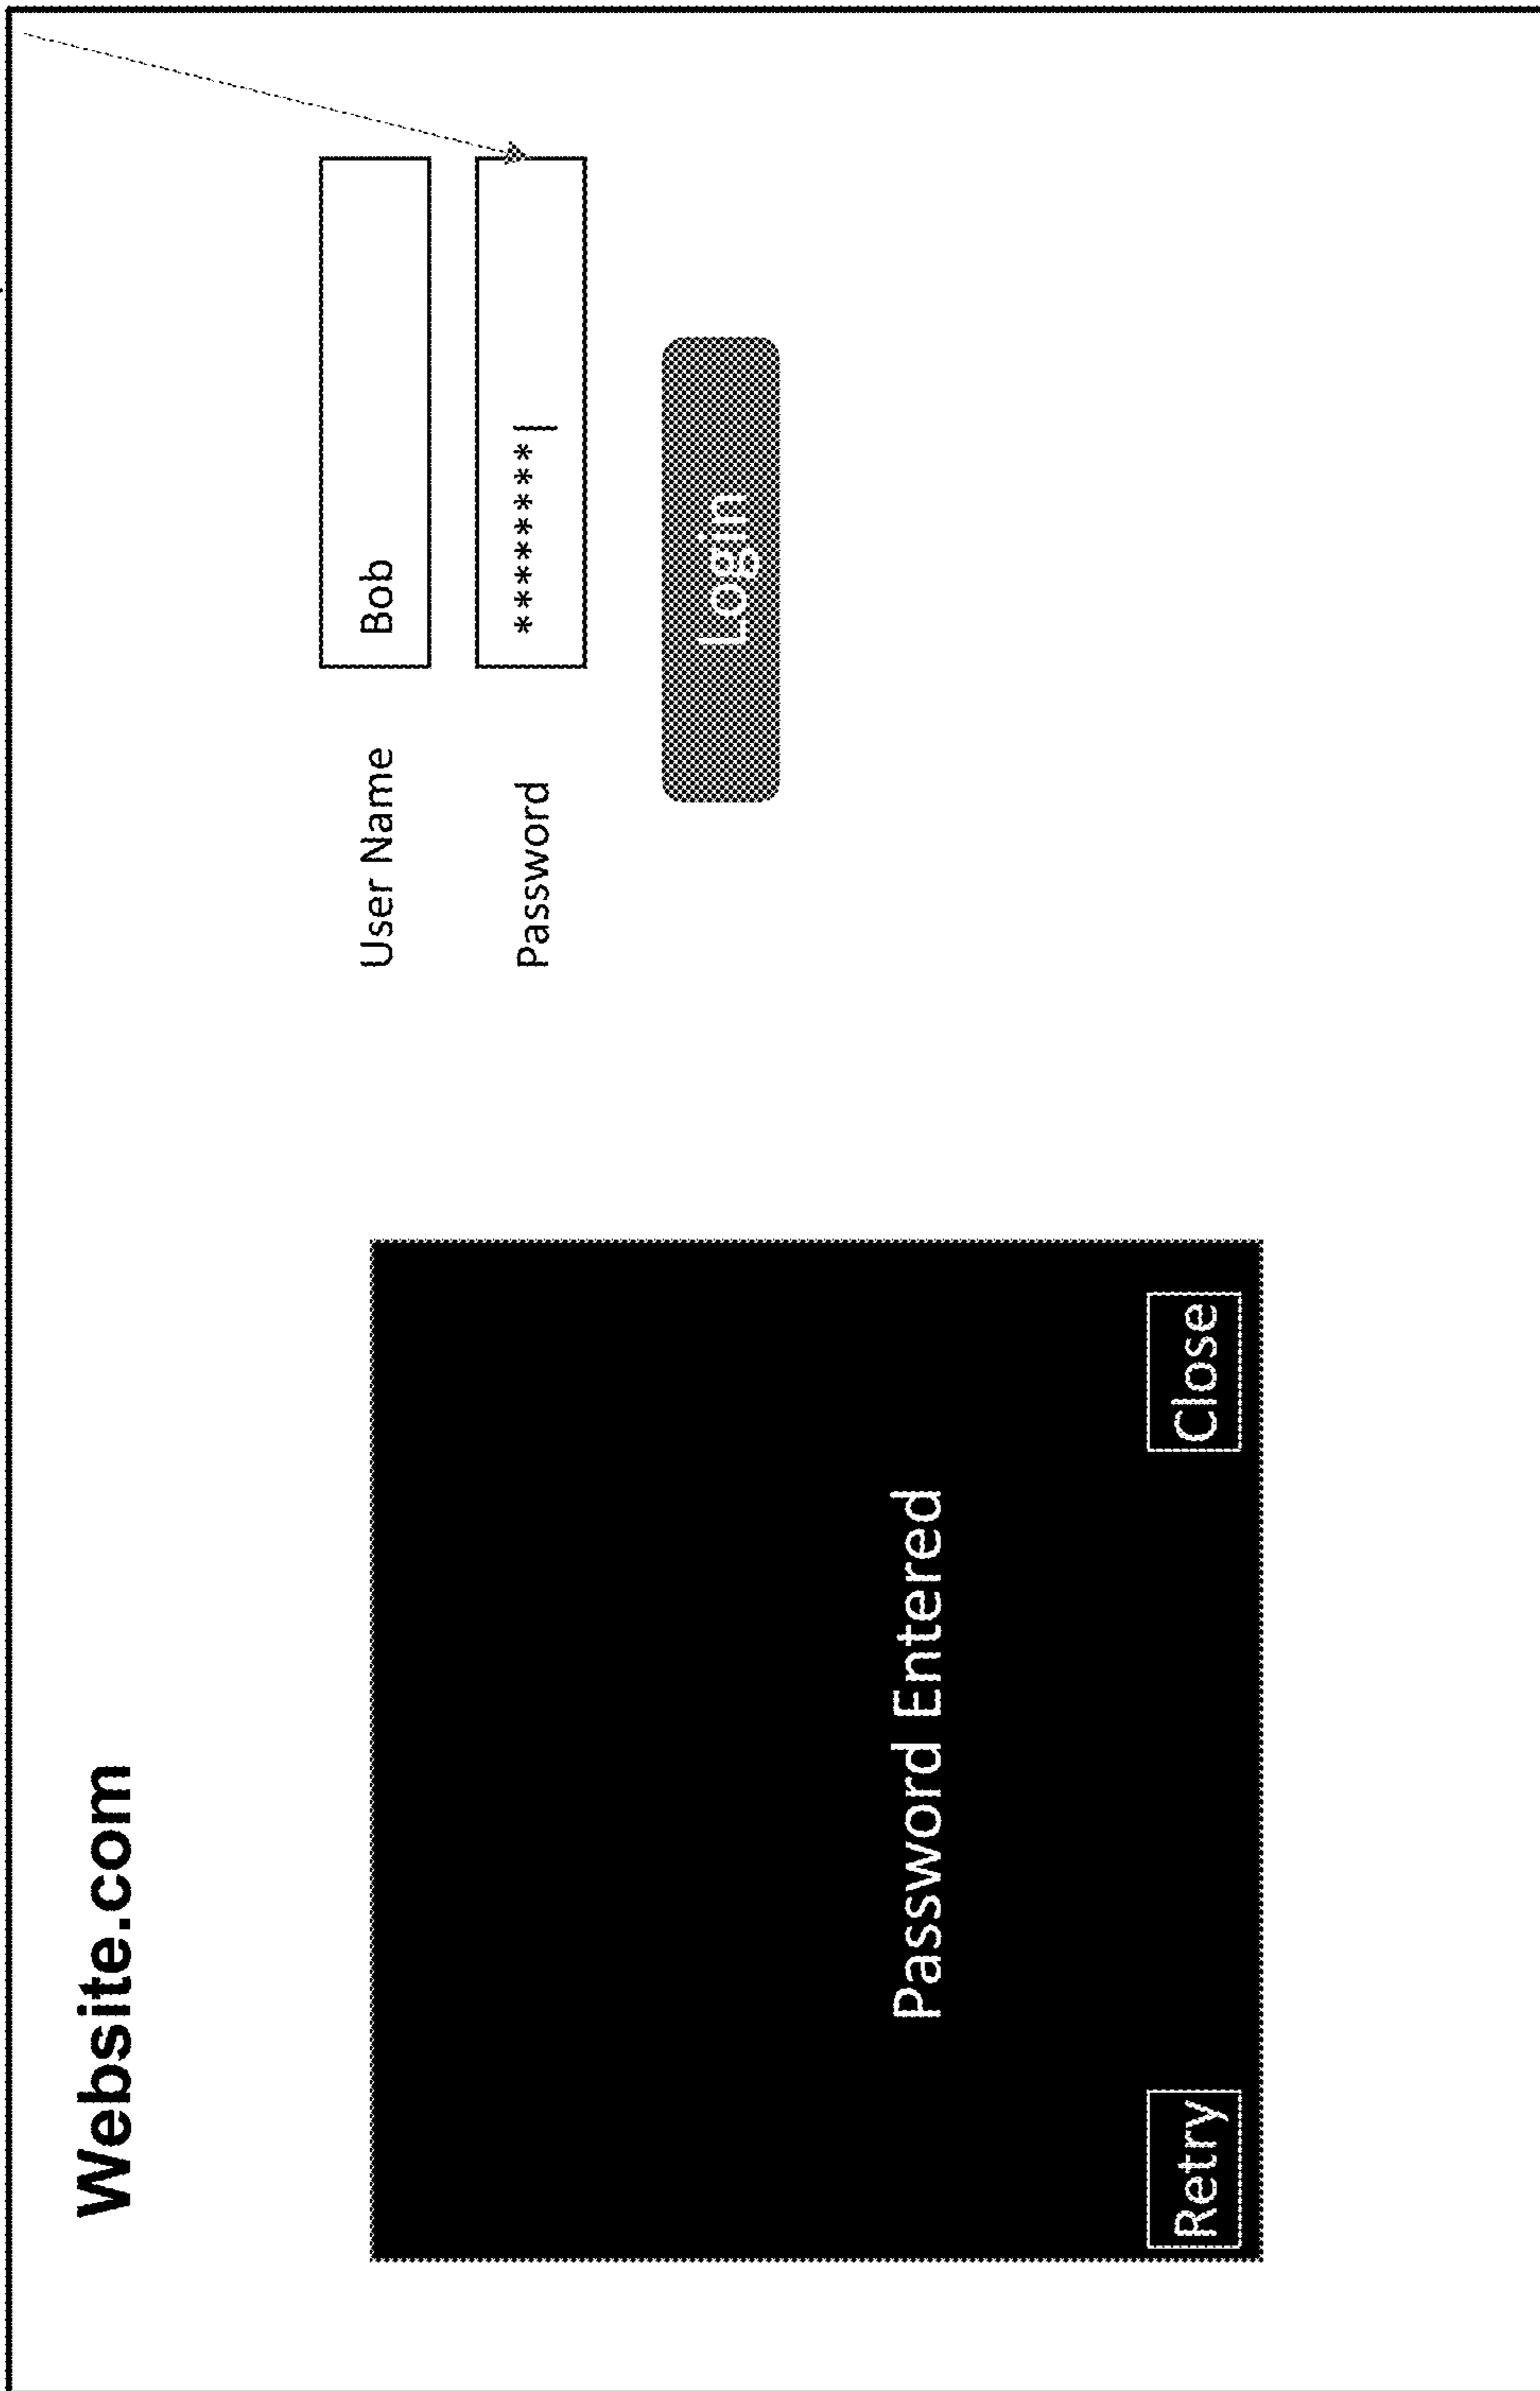 Website.com
User Name Bob
Password ********|
Login
Password Entered
Retry Close